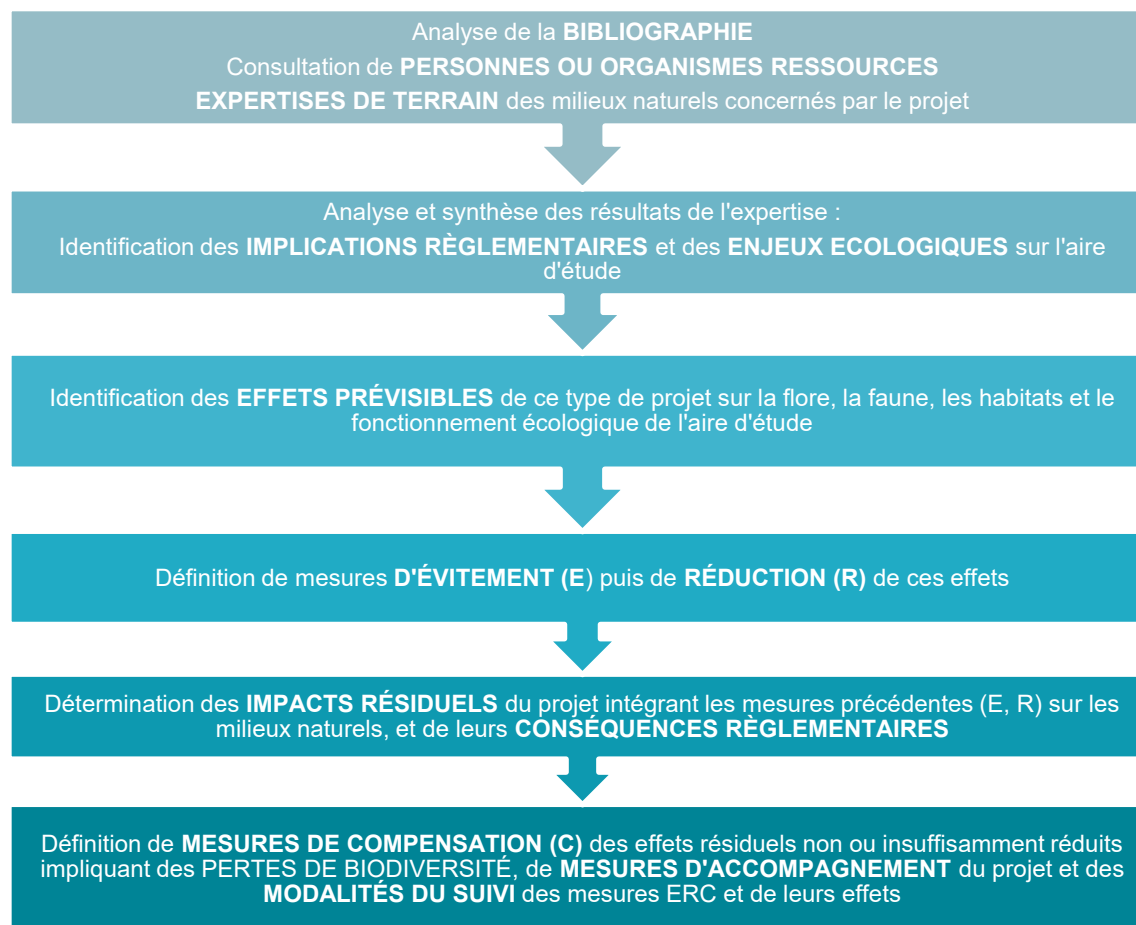 Analyse de la BIBLIOGRAPHIE
Consultation de PERSONNES OU ORGANISMES RESSOURCES
EXPERTISES DE TERRAIN des milieux naturels concernés par le projet
Analyse et synthèse des résultats de l'expertise :
Identification des IMPLICATIONS RÈGLEMENTAIRES et des ENJEUX ECOLOGIQUES sur l'aire
d'étude
Identification des EFFETS PRÉVISIBLES de ce type de projet sur la flore, la faune, les habitats et le
fonctionnement écologique de l'aire d'étude
Définition de mesures D'ÉVITEMENT (E) puis de RÉDUCTION (R) de ces effets
Détermination des IMPACTS RÉSIDUELS du projet intégrant les mesures précédentes (E, R) sur les
milieux naturels, et de leurs CONSÉQUENCES RÈGLEMENTAIRES
Définition de MESURES DE COMPENSATION (C) des effets résiduels non ou insuffisamment réduits
impliquant des PERTES DE BIODIVERSITÉ, de MESURES D'ACCOMPAGNEMENT du projet et des
MODALITÉS DU SUIVI des mesures ERC et de leurs effets